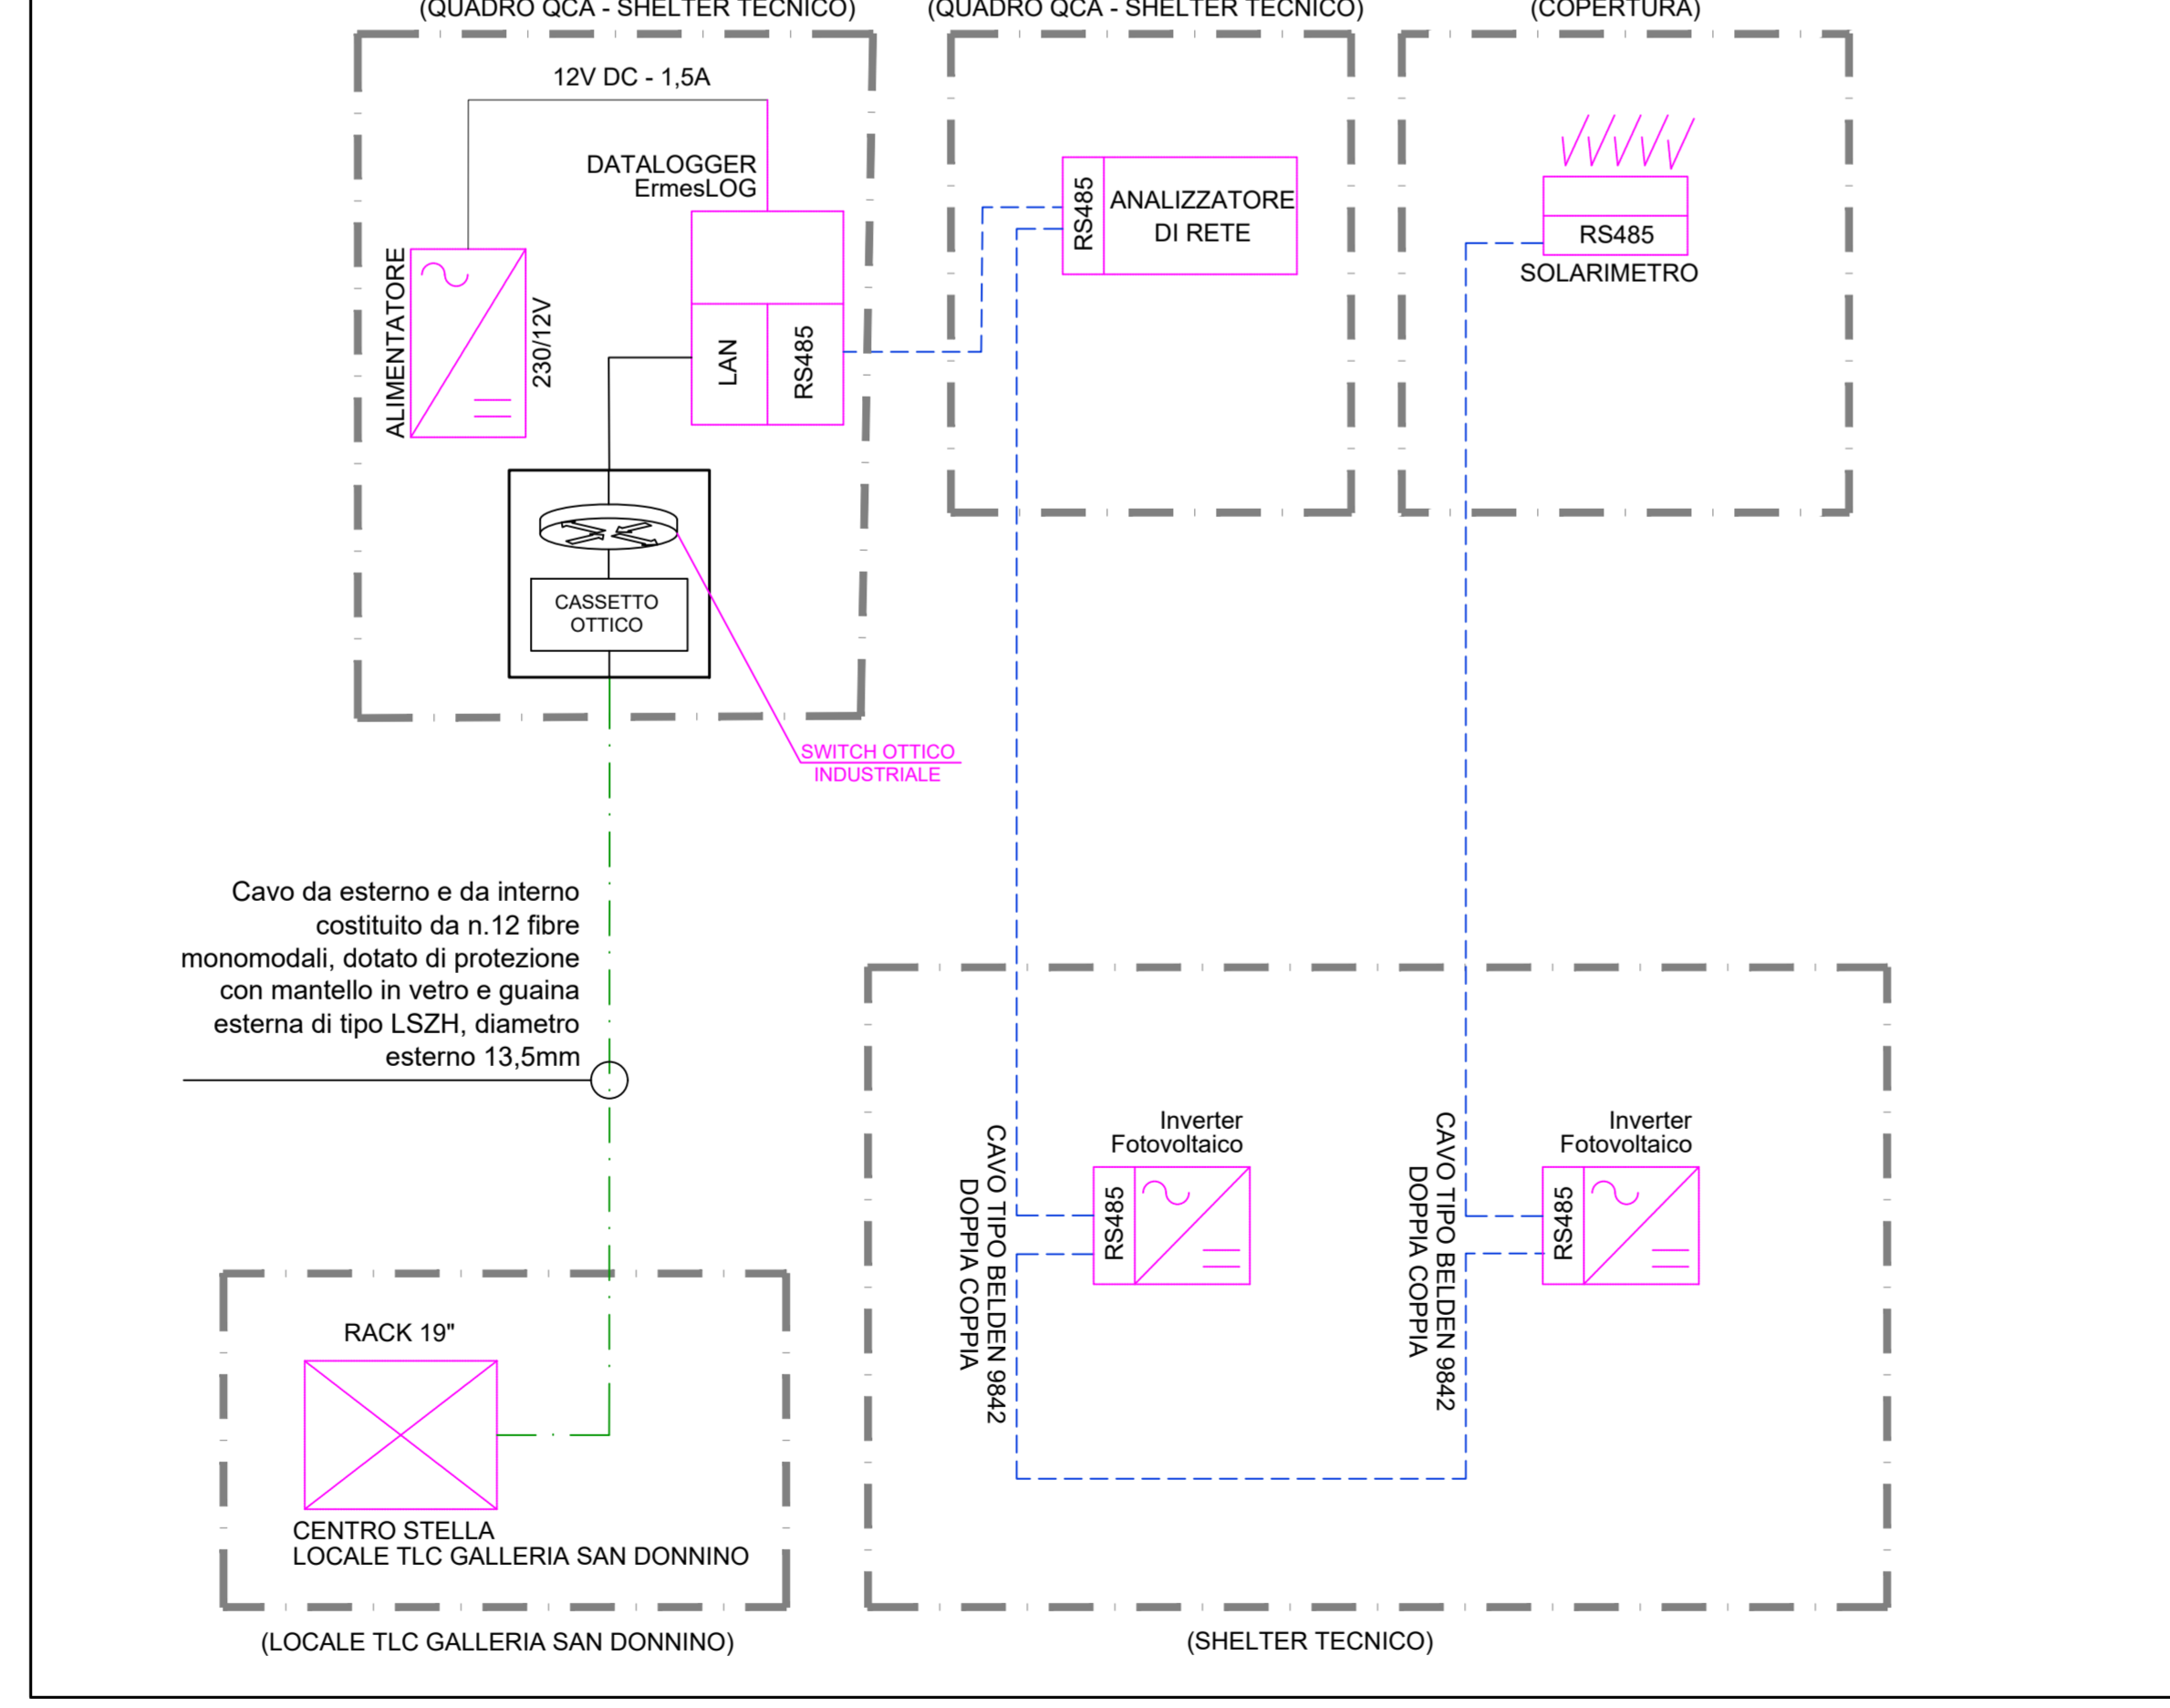 (QUADRO QCA - SHELTER TECNICO)
(QUADRO QCA - SHELTER TECNICO)
(COPERTURA)
12V DC - 1,5A
DATALOGGER
ErmesLOG
ALIMENTATORE
230/12V
LAN
RS485
RS485
ANALIZZATORE
DI RETE
RS485
SOLARIMETRO
CASSETTO
OTTICO
SWITCH OTTICO
INDUSTRIALE
Cavo da esterno e da interno
costituito da n.12 fibre
monomodali, dotato di protezione
con mantello in vetro e guaina
esterna di tipo LSZH, diametro
esterno 13,5mm
CAVO TIPO BELDEN 9842
DOPPIA COPPIA
Inverter
Fotovoltaico
RS485
CAVO TIPO BELDEN 9842
DOPPIA COPPIA
Inverter
Fotovoltaico
RS485
RACK 19"
CENTRO STELLA
LOCALE TLC GALLERIA SAN DONNINO
(LOCALE TLC GALLERIA SAN DONNINO)
(SHELTER TECNICO)